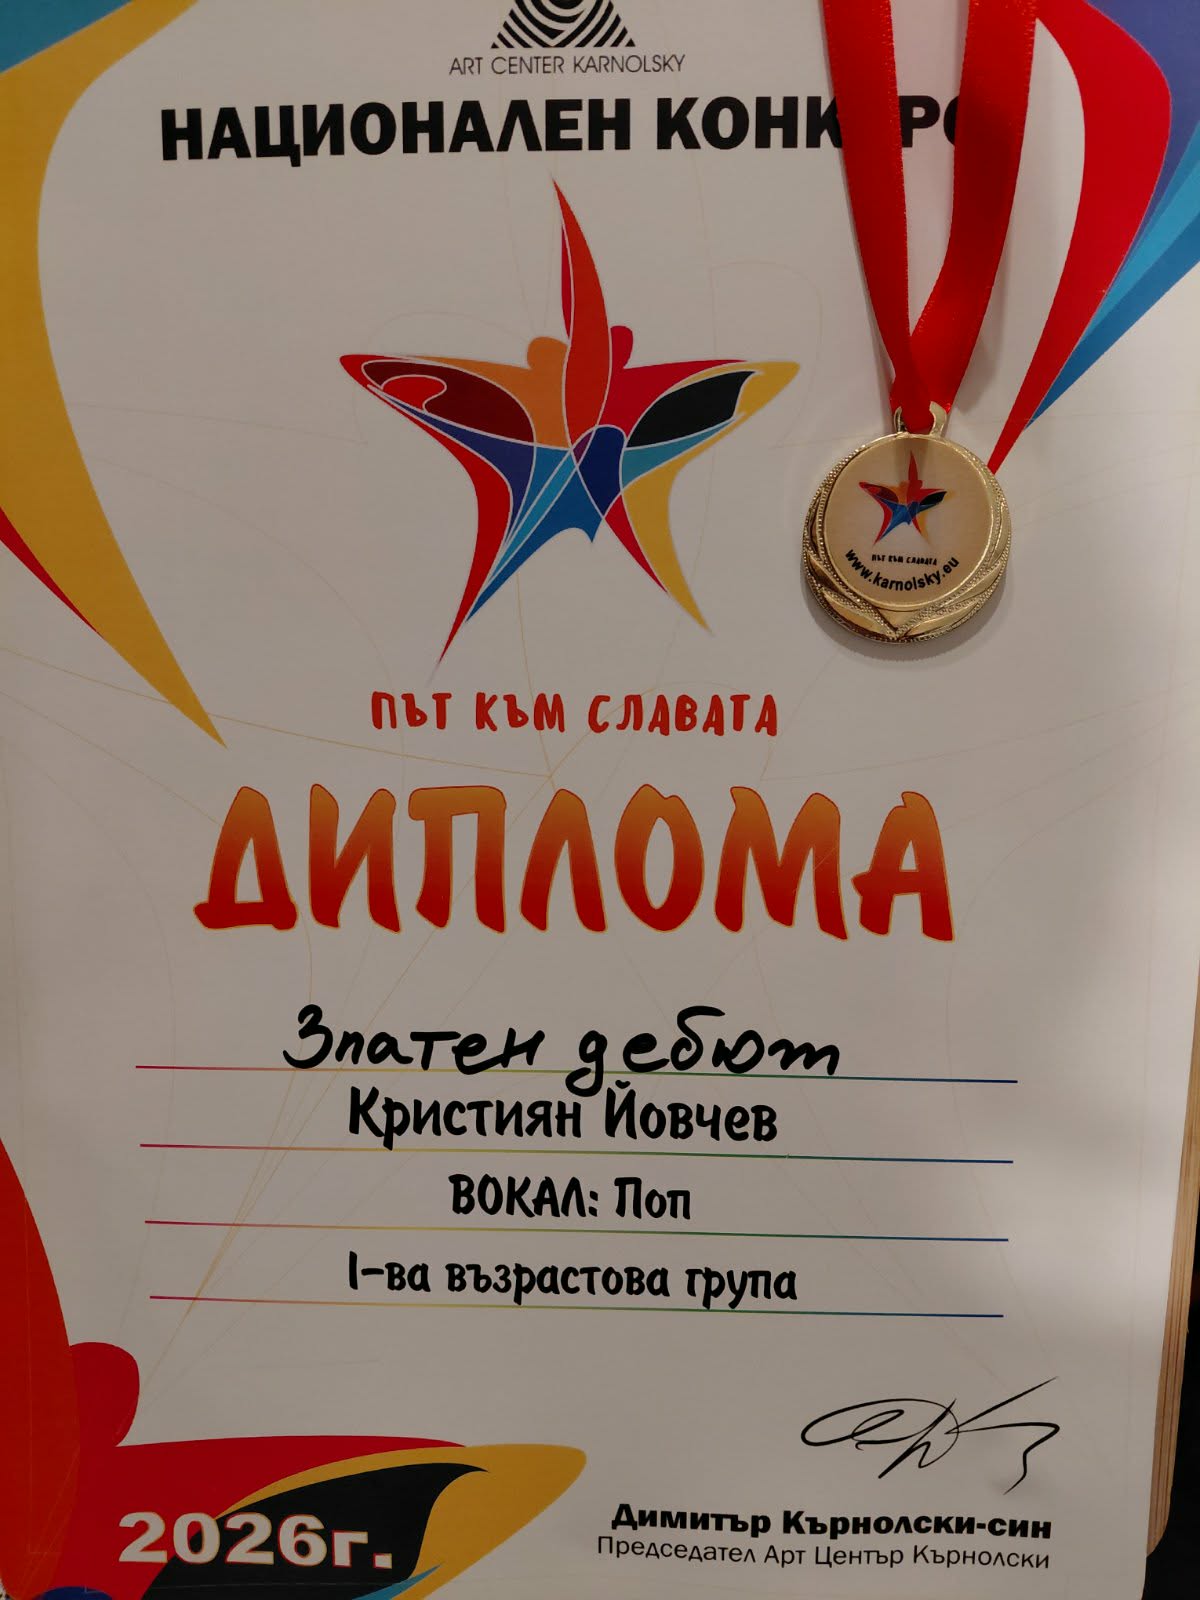 ART CENTER KARNOLSKY
НАЦИОНАЛЕН
www.karnolsky.eu
ПЪТ КЪМ СЛАВАТА
ПЪТ КЪМ СЛАВАТА
ДИПЛОМА
Златен дебют
Кристиян Йовчев
ВОКАЛ: Поп
I-ва възрастова група
2026г.
Димитър Кърнолски-син
Председател Арт Център Кърнолски